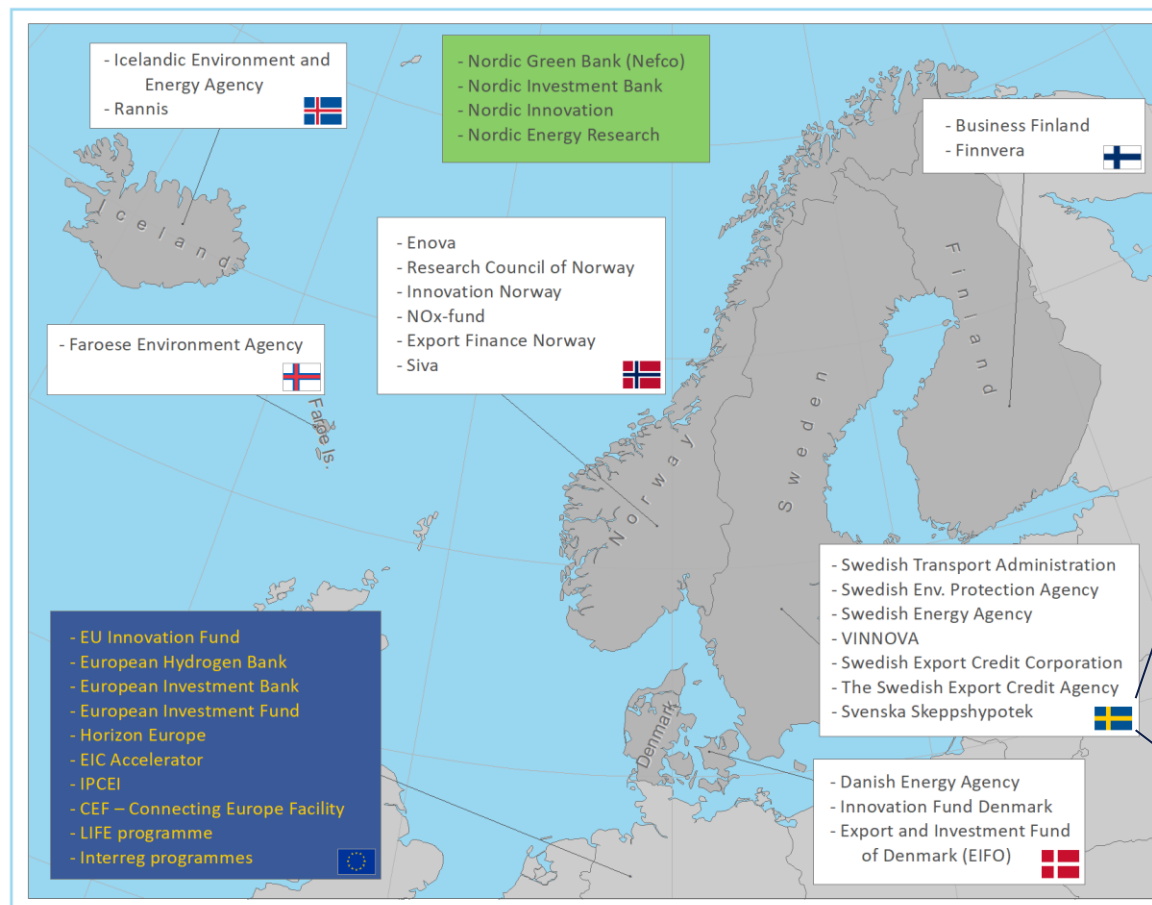 - Icelandic Environment and
Energy Agency
- Rannis
- Nordic Green Bank (Nefco)
- Nordic Investment Bank
- Nordic Innovation
- Nordic Energy Research
- Business Finland
- Finnvera
Iceland
- Enova
- Research Council of Norway
- Innovation Norway
- NOx-fund
- Export Finance Norway
- Siva
Finland
- Faroese Environment Agency
Faroe Is.
Sweden
Norway
- Swedish Transport Administration
- Swedish Env. Protection Agency
- Swedish Energy Agency
- VINNOVA
- Swedish Export Credit Corporation
- The Swedish Export Credit Agency
- Svenska Skeppshypotek
- EU Innovation Fund
- European Hydrogen Bank
- European Investment Bank
- European Investment Fund
- Horizon Europe
- EIC Accelerator
- IPCEI
- CEF – Connecting Europe Facility
- LIFE programme
- Interreg programmes
Denmark
- Danish Energy Agency
- Innovation Fund Denmark
- Export and Investment Fund
of Denmark (EIFO)